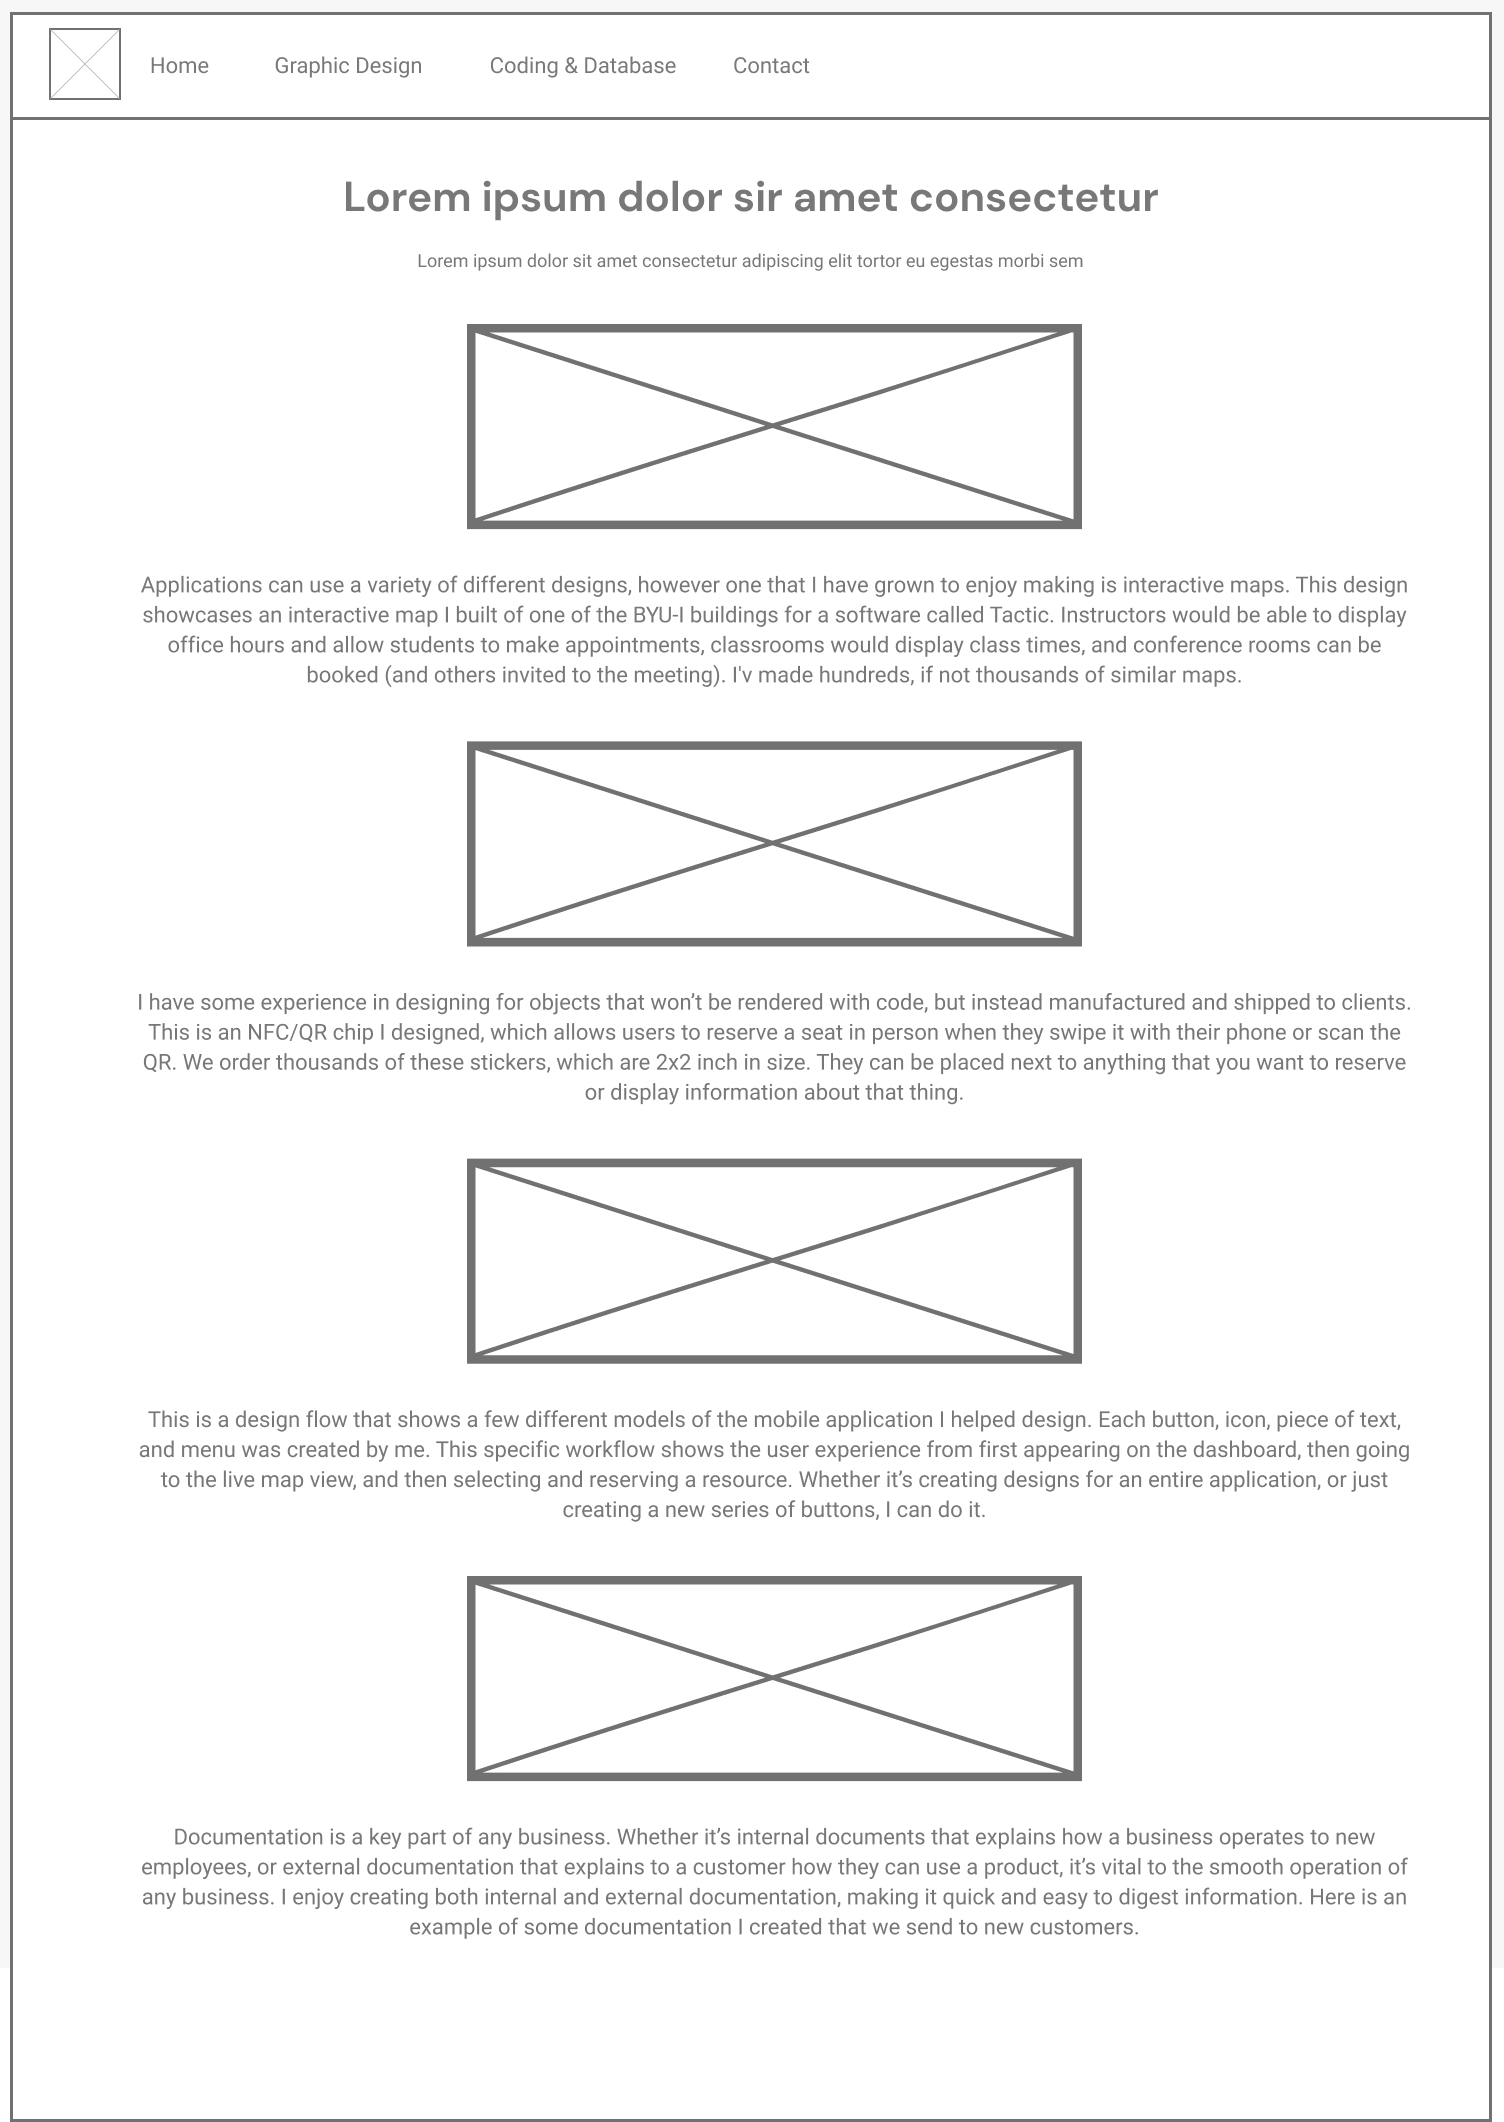 Home Graphic Design Coding & Database Contact
Lorem ipsum dolor sir amet consectetur
Lorem ipsum dolor sit amet consectetur adipiscing elit tortor eu egestas morbi sem
Applications can use a variety of different designs, however one that I have grown to enjoy making is interactive maps. This design
showcases an interactive map I built of one of the BYU-I buildings for a software called Tactic. Instructors would be able to display
office hours and allow students to make appointments, classrooms would display class times, and conference rooms can be
booked (and others invited to the meeting). I'v made hundreds, if not thousands of similar maps.
I have some experience in designing for objects that won’t be rendered with code, but instead manufactured and shipped to clients.
This is an NFC/QR chip I designed, which allows users to reserve a seat in person when they swipe it with their phone or scan the
QR. We order thousands of these stickers, which are 2x2 inch in size. They can be placed next to anything that you want to reserve
or display information about that thing.
This is a design flow that shows a few different models of the mobile application I helped design. Each button, icon, piece of text,
and menu was created by me. This specific workflow shows the user experience from first appearing on the dashboard, then going
to the live map view, and then selecting and reserving a resource. Whether it’s creating designs for an entire application, or just
creating a new series of buttons, I can do it.
Documentation is a key part of any business. Whether it’s internal documents that explains how a business operates to new
employees, or external documentation that explains to a customer how they can use a product, it’s vital to the smooth operation of
any business. I enjoy creating both internal and external documentation, making it quick and easy to digest information. Here is an
example of some documentation I created that we send to new customers.